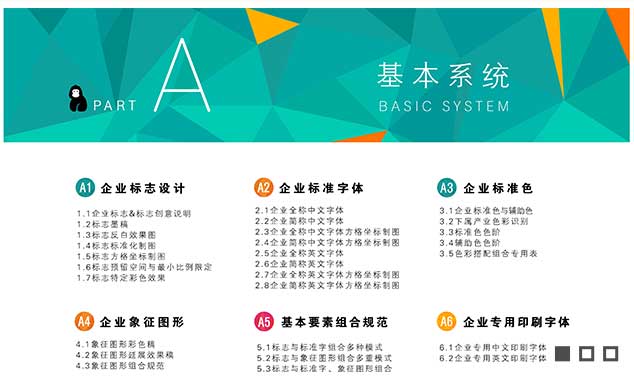 基本系统
PART A
BASIC SYSTEM
A1 企业标志设计
1.1企业标志&标志创意说明
1.2标志墨稿
1.3标志反白效果图
1.4标志标准化制图
1.5标志方格坐标制图
1.6标志预留空间与最小比例限定
1.7标志特定彩色效果
A2 企业标准字体
2.1企业全称中文字体
2.2企业简称中文字体
2.3企业全称中文字体方格坐标制图
2.4企业简称中文字体方格坐标制图
2.5企业全称英文字体
2.6企业简称英文字体
2.7企业全称英文字体方格坐标制图
2.8企业简称英文字体方格坐标制图
A3 企业标准色
3.1企业标准色与辅助色
3.2下属产业色彩识别
3.3标准色色阶
3.4辅助色色阶
3.5色彩搭配组合专用表
A4 企业象征图形
4.1象征图形彩色稿
4.2象征图形延展效果稿
4.3象征图形组合规范
A5 基本要素组合规范
5.1标志与标准字组合多种模式
5.2标志与象征图形组合多重模式
5.3标志与标准字、象征图形组合
A6 企业专用印刷字体
6.1企业专用中文印刷字体
6.2企业专用英文印刷字体